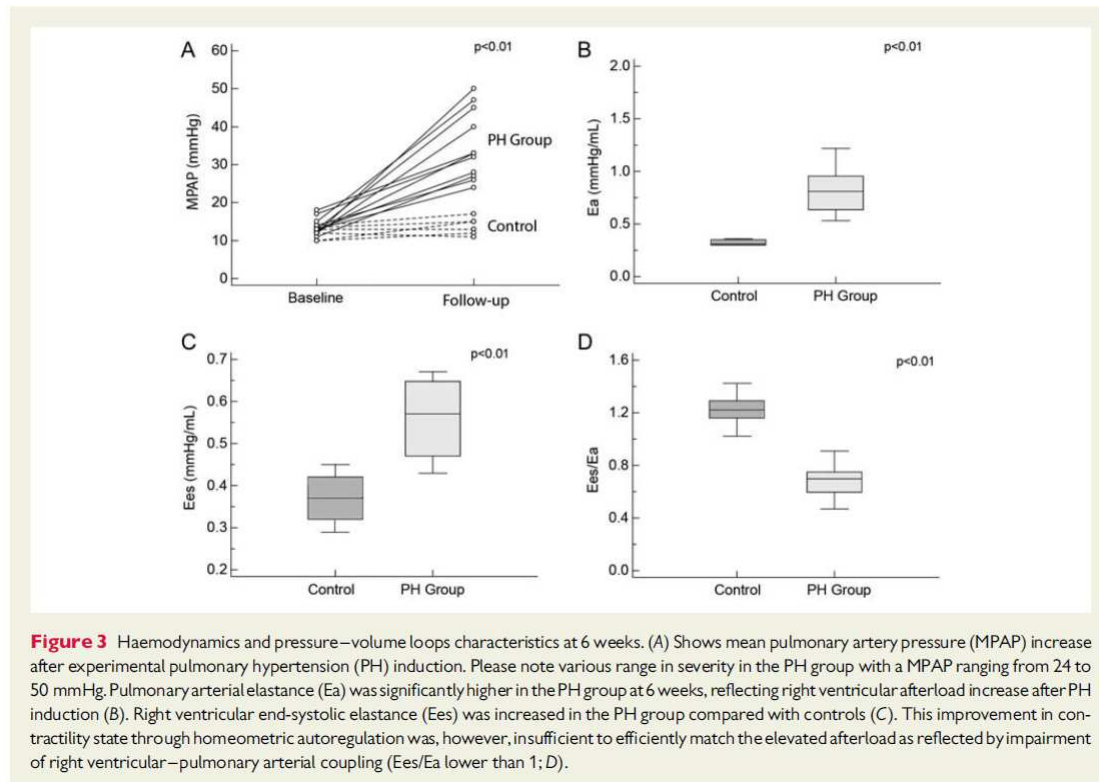 A
60
50
40
30
20
10
0
MPAP (mmHg)
p<0.01
PH Group
Control
Baseline
Follow-up
B
2.0
1.5
1.0
0.5
0.0
Ea (mmHg/mL)
p<0.01
Control
PH Group
C
0.7
0.6
0.5
0.4
0.3
0.2
Ees (mmHg/mL)
p<0.01
Control
PH Group
D
1.6
1.2
0.8
0.4
0.0
Ees/Ea
p<0.01
Control
PH Group
Figure 3 Haemodynamics and pressure–volume loops characteristics at 6 weeks. (A) Shows mean pulmonary artery pressure (MPAP) increase
after experimental pulmonary hypertension (PH) induction. Please note various range in severity in the PH group with a MPAP ranging from 24 to
50 mmHg. Pulmonary arterial elastance (Ea) was significantly higher in the PH group at 6 weeks, reflecting right ventricular afterload increase after PH
induction (B). Right ventricular end-systolic elastance (Ees) was increased in the PH group compared with controls (C). This improvement in con-
tractility state through homeometric autoregulation was, however, insufficient to efficiently match the elevated afterload as reflected by impairment
of right ventricular–pulmonary arterial coupling (Ees/Ea lower than 1; D).